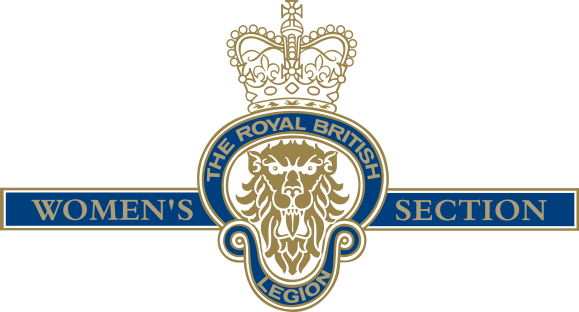 THE ROYAL BRITISH
WOMEN'S SECTION
LEGION